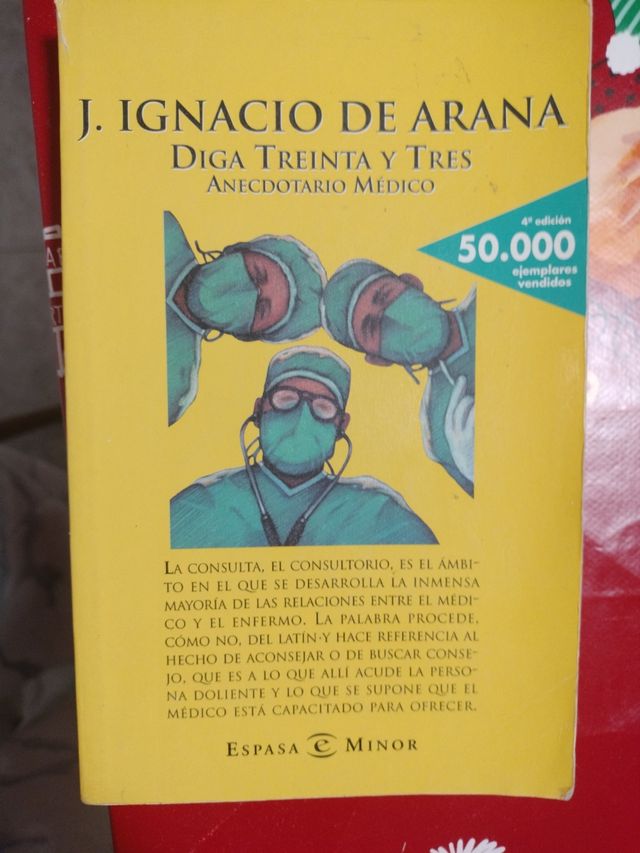 J. IGNACIO DE ARANA
DIGA TREINTA Y TRES
ANECDOTARIO MÉDICO
4ª edición
50.000
ejemplares
vendidos
LA CONSULTA, EL CONSULTORIO, ES EL ÁMBI-
TO EN EL QUE SE DESARROLLA LA INMENSA
MAYORÍA DE LAS RELACIONES ENTRE EL MÉDI-
CO Y EL ENFERMO. LA PALABRA PROCEDE,
CÓMO NO, DEL LATÍN Y HACE REFERENCIA AL
HECHO DE ACONSEJAR O DE BUSCAR CONSE-
JO, QUE ES A LO QUE ALLÍ ACUDE LA PERSO-
NA DOLIENTE Y LO QUE SE SUPONE QUE EL
MÉDICO ESTÁ CAPACITADO PARA OFRECER.
ESPASA e MINOR